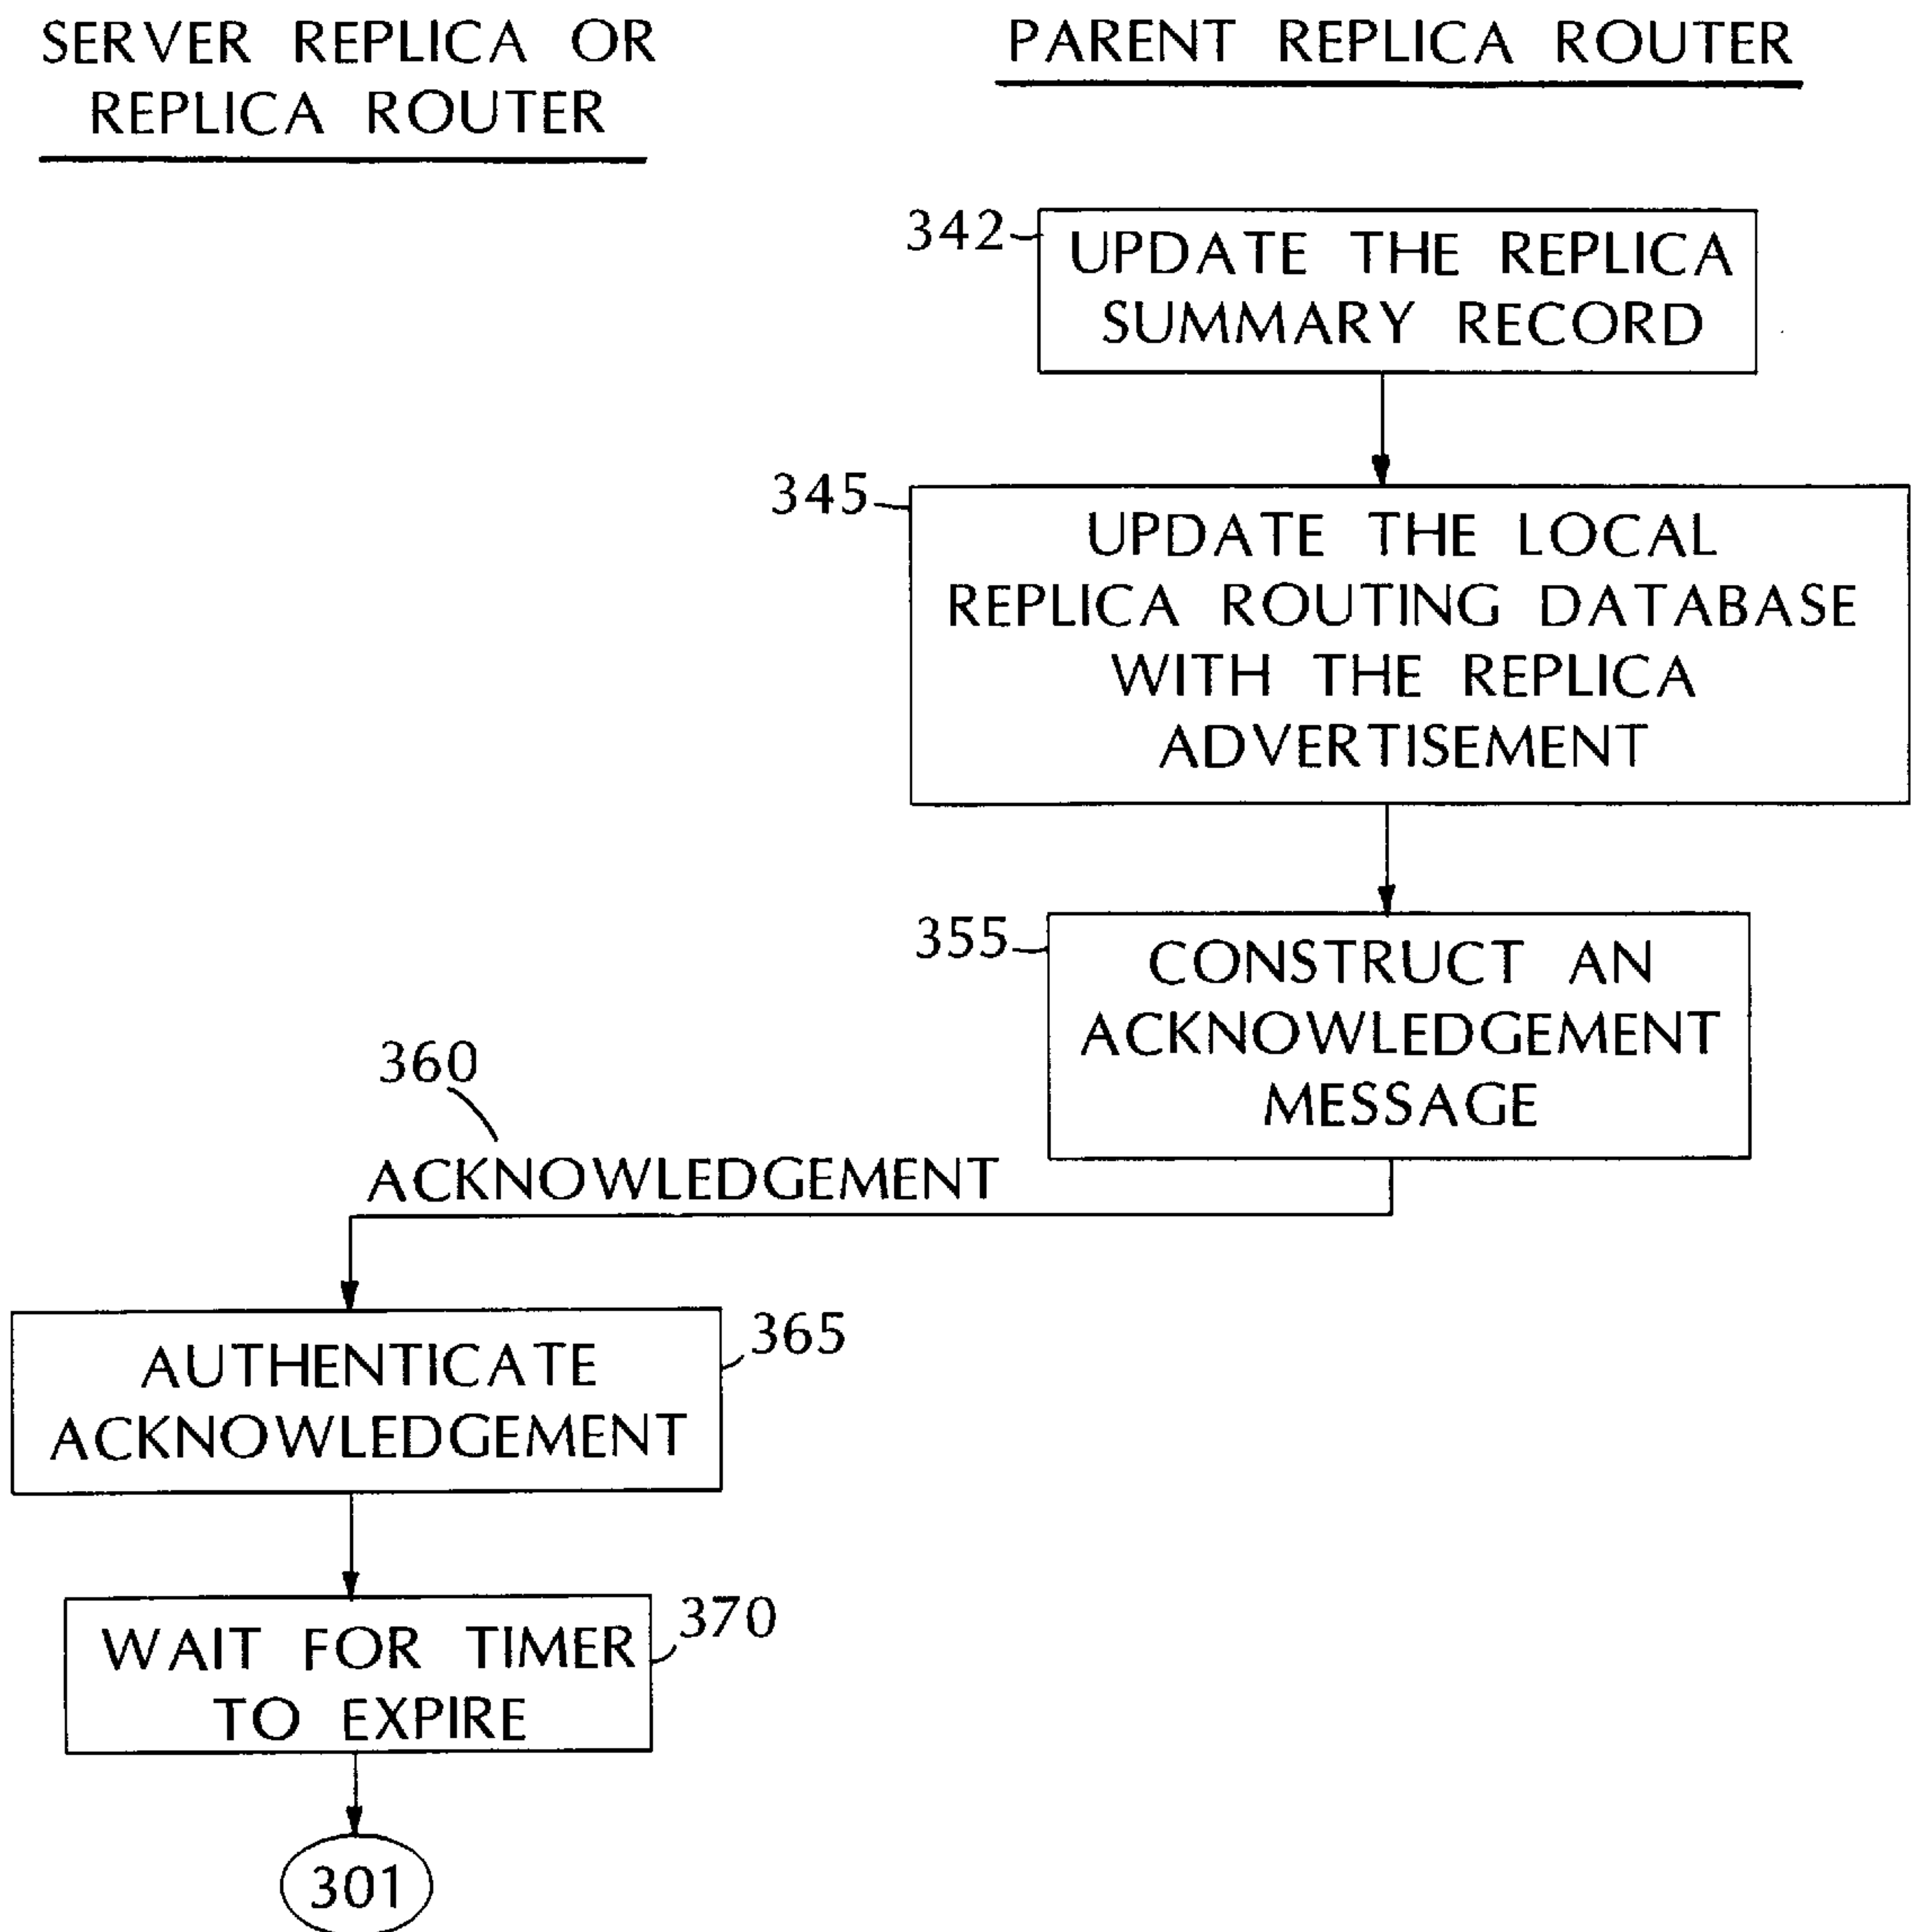 SERVER REPLICA OR
REPLICA ROUTER
PARENT REPLICA ROUTER
342
UPDATE THE REPLICA
SUMMARY RECORD
345
UPDATE THE LOCAL
REPLICA ROUTING DATABASE
WITH THE REPLICA
ADVERTISEMENT
355
CONSTRUCT AN
ACKNOWLEDGEMENT
MESSAGE
360
ACKNOWLEDGEMENT
AUTHENTICATE
ACKNOWLEDGEMENT
365
WAIT FOR TIMER
TO EXPIRE
370
301